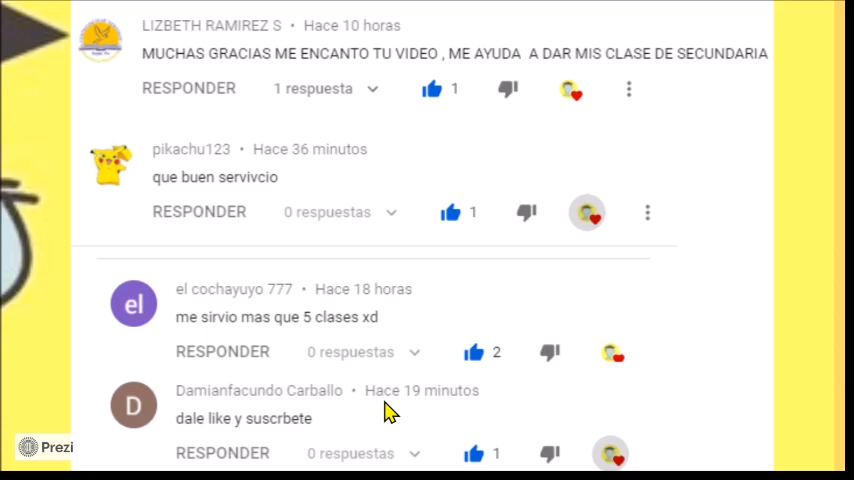 LIZBETH RAMIREZ S • Hace 10 horas
MUCHAS GRACIAS ME ENCANTO TU VIDEO , ME AYUDA A DAR MIS CLASE DE SECUNDARIA
RESPONDER 1 respuesta 1
pikachu123 • Hace 36 minutos
que buen servivcio
RESPONDER 0 respuestas 1
el
el cochayuyo 777 • Hace 18 horas
me sirvio mas que 5 clases xd
RESPONDER 0 respuestas 2
D
Damianfacundo Carballo • Hace 19 minutos
dale like y suscrbete
RESPONDER 0 respuestas 1
Prezi